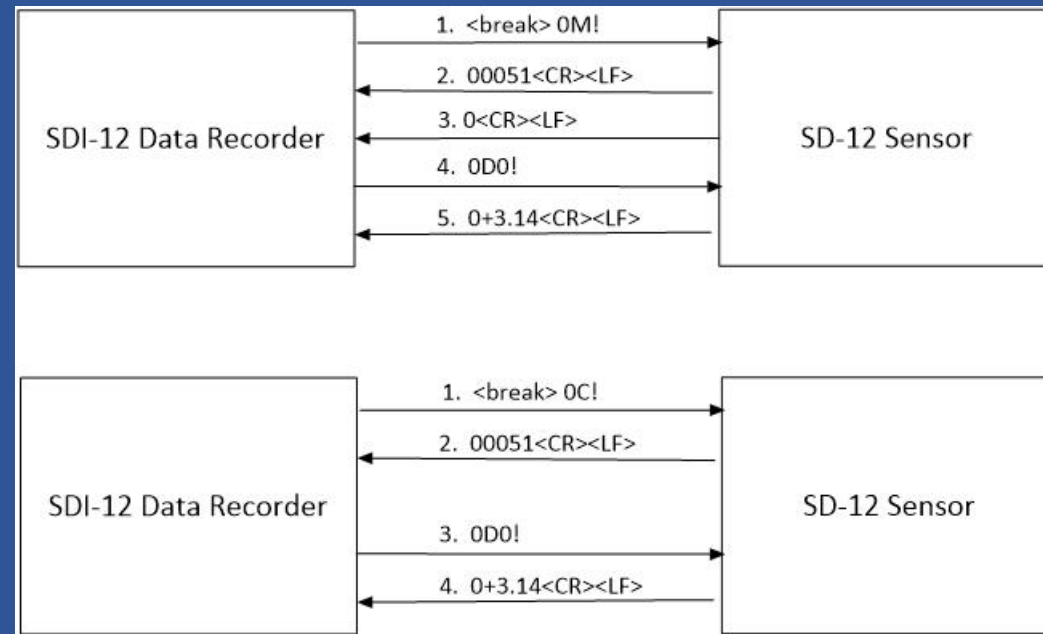 1. <break> 0M!
2. 00051<CR><LF>
3. 0<CR><LF>
SDI-12 Data Recorder
SD-12 Sensor
4. 0D0!
5. 0+3.14<CR><LF>
1. <break> 0C!
2. 00051<CR><LF>
SDI-12 Data Recorder
SD-12 Sensor
3. 0D0!
4. 0+3.14<CR><LF>